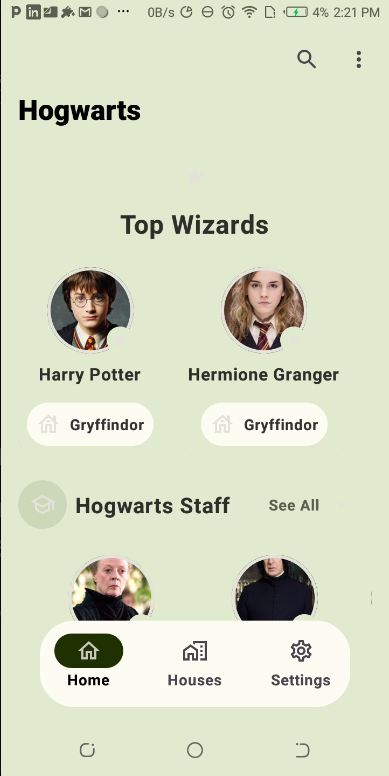 0B/s 4% 2:21 PM
Hogwarts
Top Wizards
Harry Potter Hermione Granger
Gryffindor Gryffindor
Hogwarts Staff See All
Home Houses Settings